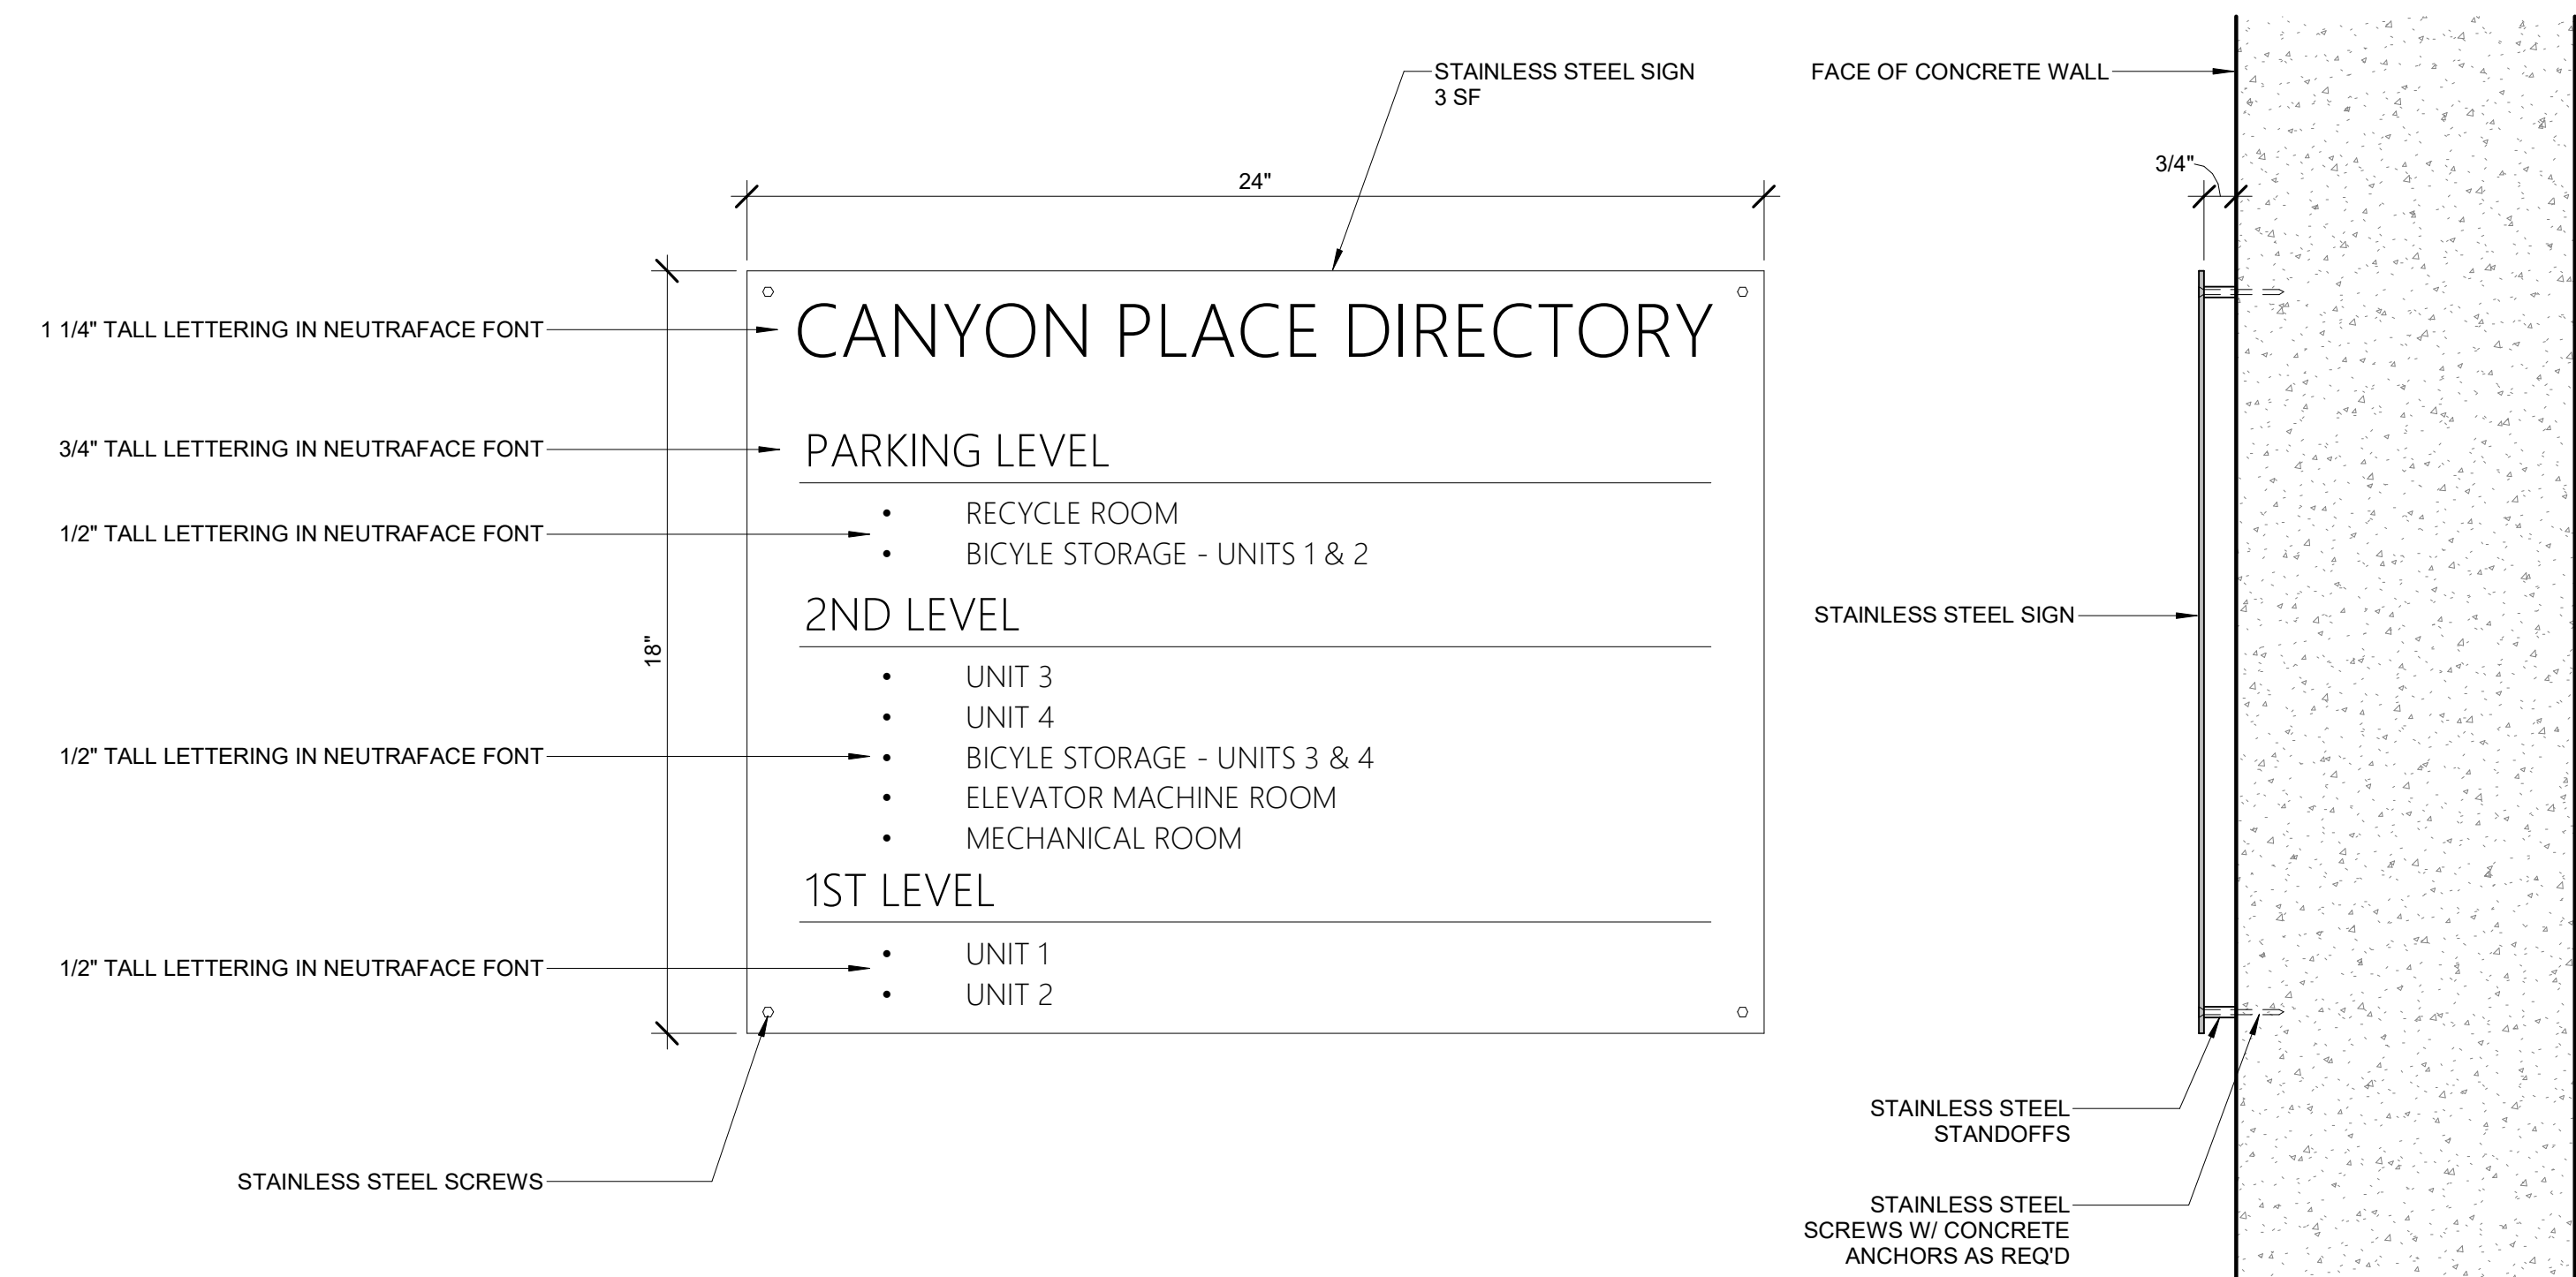 STAINLESS STEEL SIGN
3 SF
FACE OF CONCRETE WALL
3/4"
24"
1 1/4" TALL LETTERING IN NEUTRAFACE FONT
CANYON PLACE DIRECTORY
3/4" TALL LETTERING IN NEUTRAFACE FONT
PARKING LEVEL
1/2" TALL LETTERING IN NEUTRAFACE FONT
• RECYCLE ROOM
• BICYLE STORAGE - UNITS 1 & 2
2ND LEVEL
STAINLESS STEEL SIGN
18"
• UNIT 3
• UNIT 4
1/2" TALL LETTERING IN NEUTRAFACE FONT
• BICYLE STORAGE - UNITS 3 & 4
• ELEVATOR MACHINE ROOM
• MECHANICAL ROOM
1ST LEVEL
1/2" TALL LETTERING IN NEUTRAFACE FONT
• UNIT 1
• UNIT 2
STAINLESS STEEL SCREWS
STAINLESS STEEL
STANDOFFS
STAINLESS STEEL
SCREWS W/ CONCRETE
ANCHORS AS REQ'D